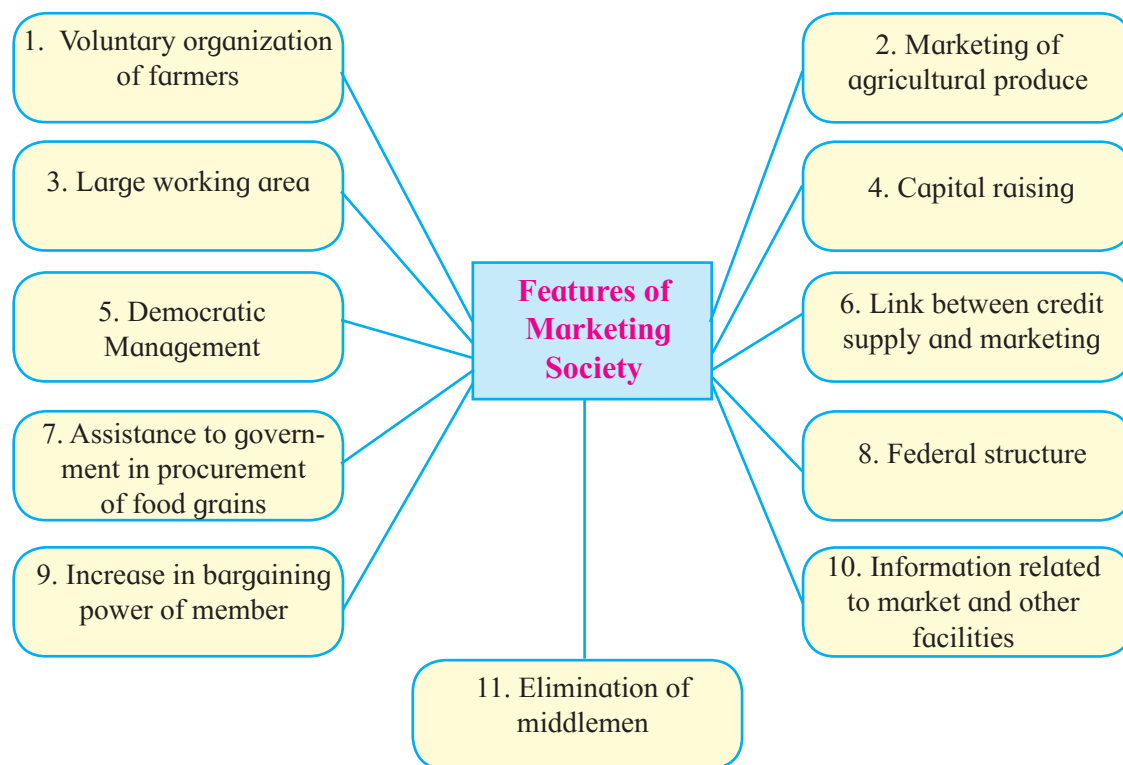 1. Voluntary organization
of farmers
2. Marketing of
agricultural produce
3. Large working area
4. Capital raising
Features of
Marketing
Society
5. Democratic
Management
6. Link between credit
supply and marketing
7. Assistance to govern-
ment in procurement
of food grains
8. Federal structure
9. Increase in bargaining
power of member
10. Information related
to market and other
facilities
11. Elimination of
middlemen